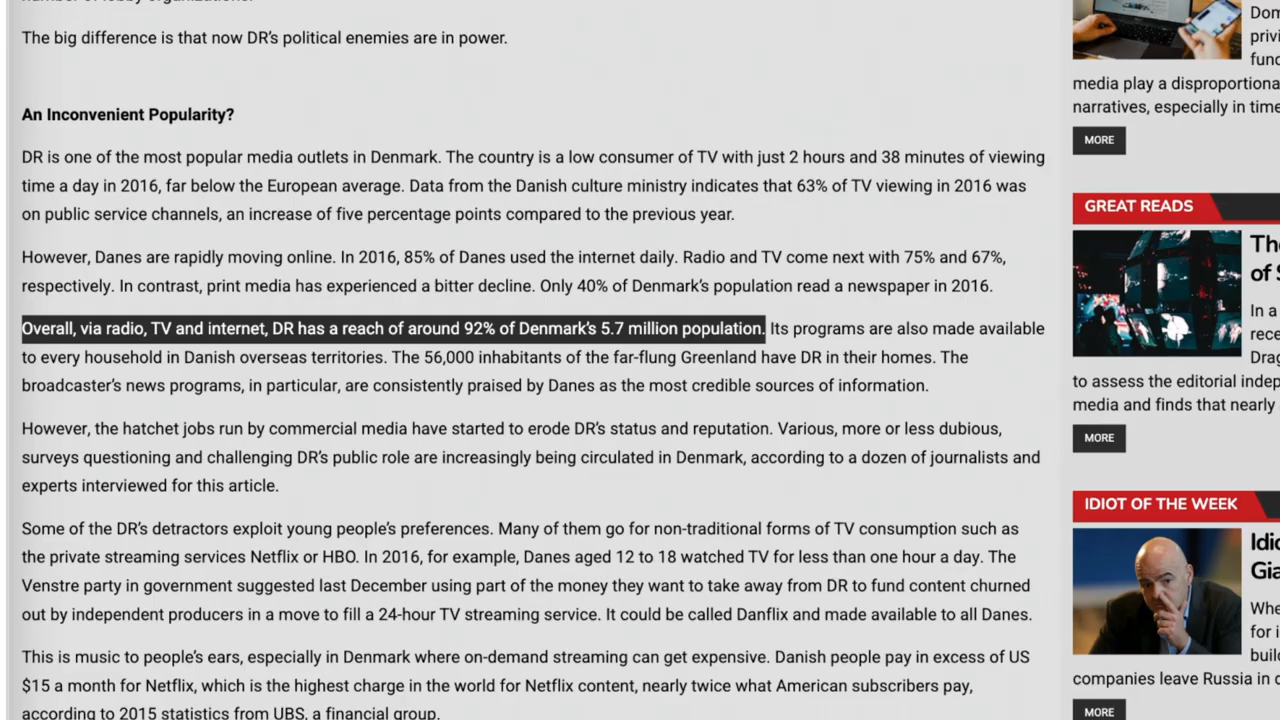 The big difference is that now DR's political enemies are in power.
An Inconvenient Popularity?
DR is one of the most popular media outlets in Denmark. The country is a low consumer of TV with just 2 hours and 38 minutes of viewing
time a day in 2016, far below the European average. Data from the Danish culture ministry indicates that 63% of TV viewing in 2016 was
on public service channels, an increase of five percentage points compared to the previous year.
However, Danes are rapidly moving online. In 2016, 85% of Danes used the internet daily. Radio and TV come next with 75% and 67%,
respectively. In contrast, print media has experienced a bitter decline. Only 40% of Denmark's population read a newspaper in 2016.
Overall, via radio, TV and internet, DR has a reach of around 92% of Denmark's 5.7 million population. Its programs are also made available
to every household in Danish overseas territories. The 56,000 inhabitants of the far-flung Greenland have DR in their homes. The
broadcaster's news programs, in particular, are consistently praised by Danes as the most credible sources of information.
However, the hatchet jobs run by commercial media have started to erode DR's status and reputation. Various, more or less dubious,
surveys questioning and challenging DR's public role are increasingly being circulated in Denmark, according to a dozen of journalists and
experts interviewed for this article.
Some of the DR's detractors exploit young people's preferences. Many of them go for non-traditional forms of TV consumption such as
the private streaming services Netflix or HBO. In 2016, for example, Danes aged 12 to 18 watched TV for less than one hour a day. The
Venstre party in government suggested last December using part of the money they want to take away from DR to fund content churned
out by independent producers in a move to fill a 24-hour TV streaming service. It could be called Danflix and made available to all Danes.
This is music to people's ears, especially in Denmark where on-demand streaming can get expensive. Danish people pay in excess of US
$15 a month for Netflix, which is the highest charge in the world for Netflix content, nearly twice what American subscribers pay,
according to 2015 statistics from UBS, a financial group.
media play a
narratives, especially in
MORE
GREAT READS
of
In a
to assess the editorial
media and finds that nearly
MORE
IDIOT OF THE WEEK
for
companies leave Russia in
MORE